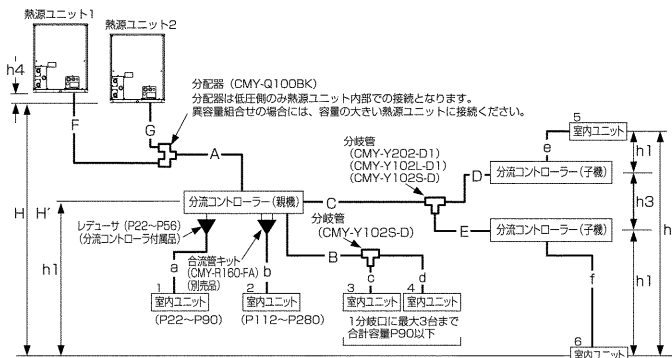 熱源ユニット1
熱源ユニット2
h4
分配器（CMY-Q100BK）
分配器は低圧側のみ熱源ユニット内部での接続となります。
異容量組合せの場合には、容量の大きい熱源ユニットに接続ください。
F
G
A
H
H´
h1
分流コントローラー（親機）
レデューサ（P22〜P56）
（分流コントローラ付属品）
合流管キット
（CMY-R160-FA）
（別売品）
a
b
1
室内ユニット
（P22〜P90）
2
室内ユニット
（P112〜P280）
C
分岐管
（CMY-Y202-D1）
（CMY-Y102L-D1）
（CMY-Y102S-D）
分岐管
（CMY-Y102S-D）
B
c
d
3
室内ユニット
4
室内ユニット
1分岐口に最大3台まで
合計容量P90以下
D
E
5
室内ユニット
e
分流コントローラー（子機）
分流コントローラー（子機）
f
6
室内ユニット
h1
h3
h1
h